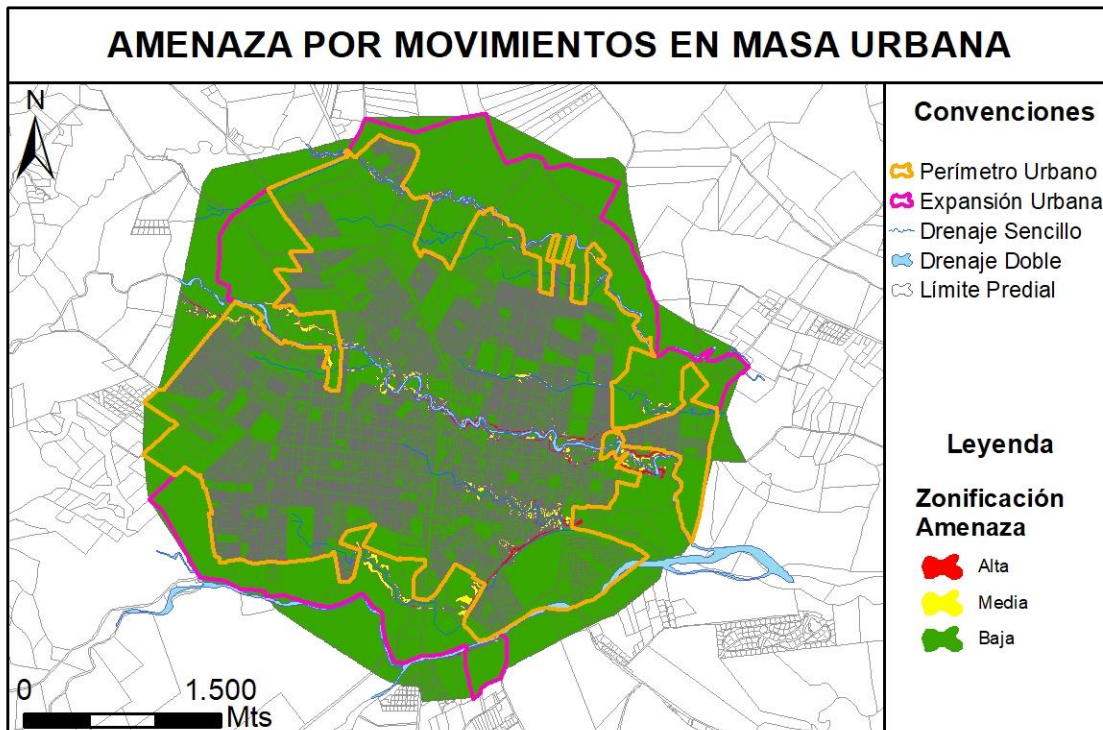 AMENAZA POR MOVIMIENTOS EN MASA URBANA
N
Convenciones
Perímetro Urbano
Expansión Urbana
Drenaje Sencillo
Drenaje Doble
Límite Predial
Leyenda
Zonificación
Amenaza
Alta
Media
Baja
0 1.500
Mts